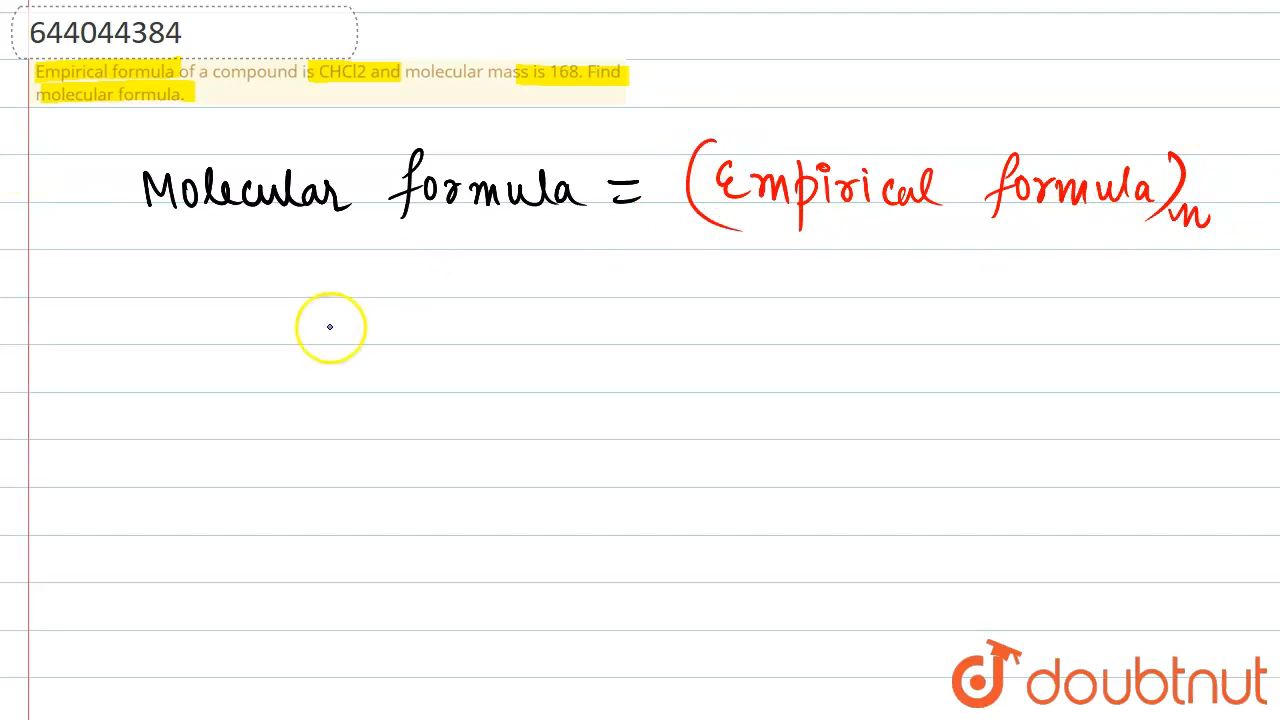 644044384
Empirical formula of a compound is CHCl2 and molecular mass is 168. Find
molecular formula.
Molecular formula = (Empirical formula)n
doubtnut